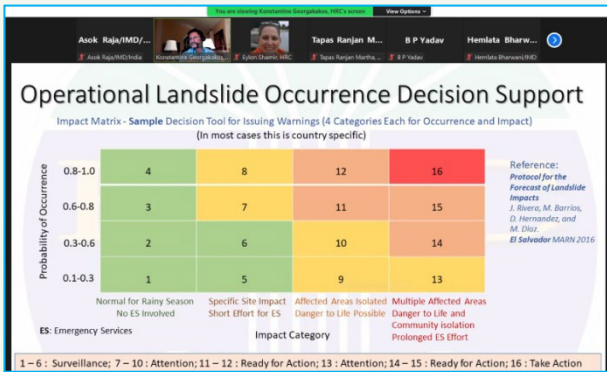 You are viewing Konstantine Georgakakos, HRC's screen
View Options
Asok Raja/IMD/...
Tapas Ranjan M...
B P Yadav
Hemlata Bharw...
Asok Raja/IMD/India
Konstantine Georgakakos,...
Eylon Shamir, HRC
Tapas Ranjan Martha,...
B P Yadav
Hemlata Bharwani/IMD
Operational Landslide Occurrence Decision Support
Impact Matrix - Sample Decision Tool for Issuing Warnings (4 Categories Each for Occurrence and Impact)
(In most cases this is country specific)
Probability of Occurrence
0.8-1.0 4 8 12 16
0.6-0.8 3 7 11 15
0.3-0.6 2 6 10 14
0.1-0.3 1 5 9 13
Reference:
Protocol for the
Forecast of Landslide
Impacts
J. Rivera, M. Barrios,
D. Hernandez, and
M. Diaz.
El Salvador MARN 2016
Normal for Rainy Season
No ES Involved
Specific Site Impact
Short Effort for ES
Affected Areas Isolated
Danger to Life Possible
Multiple Affected Areas
Danger to Life and
Community isolation
Prolonged ES Effort
ES: Emergency Services
Impact Category
1 – 6 : Surveillance; 7 – 10 : Attention; 11 – 12 : Ready for Action; 13 : Attention; 14 – 15 : Ready for Action; 16 : Take Action